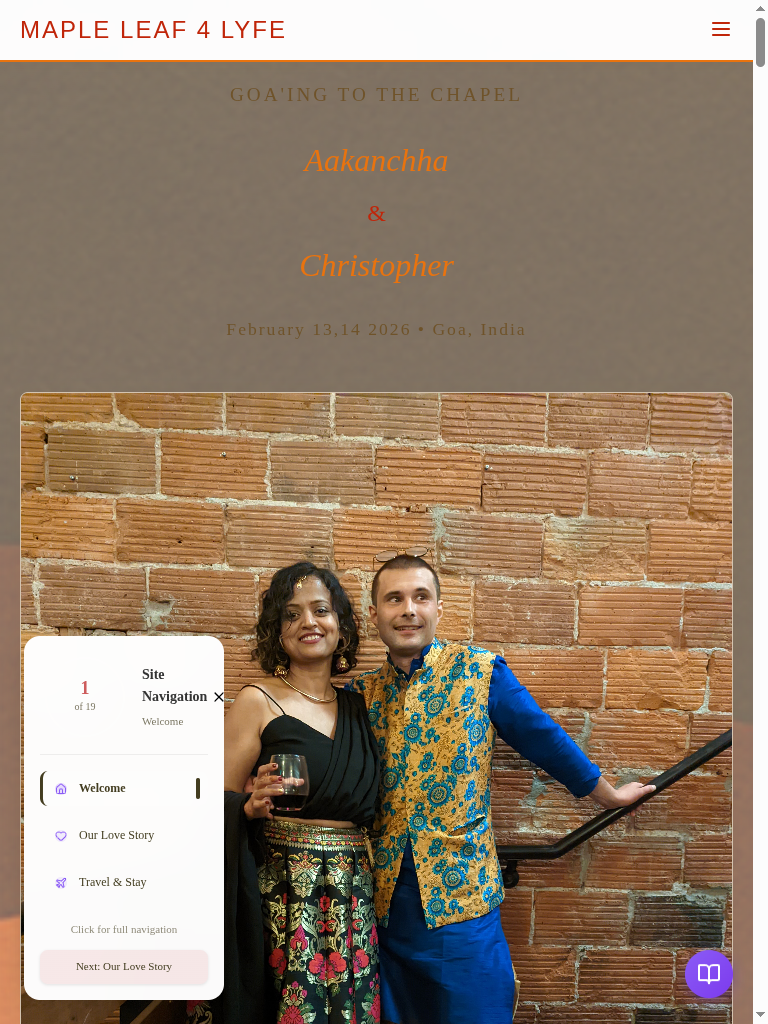 MAPLE LEAF 4 LYFE
GOA'ING TO THE CHAPEL
Aakanchha
&
Christopher
February 13,14 2026 • Goa, India
1
of 19
Site
Navigation
Welcome
Welcome
Our Love Story
Travel & Stay
Click for full navigation
Next: Our Love Story